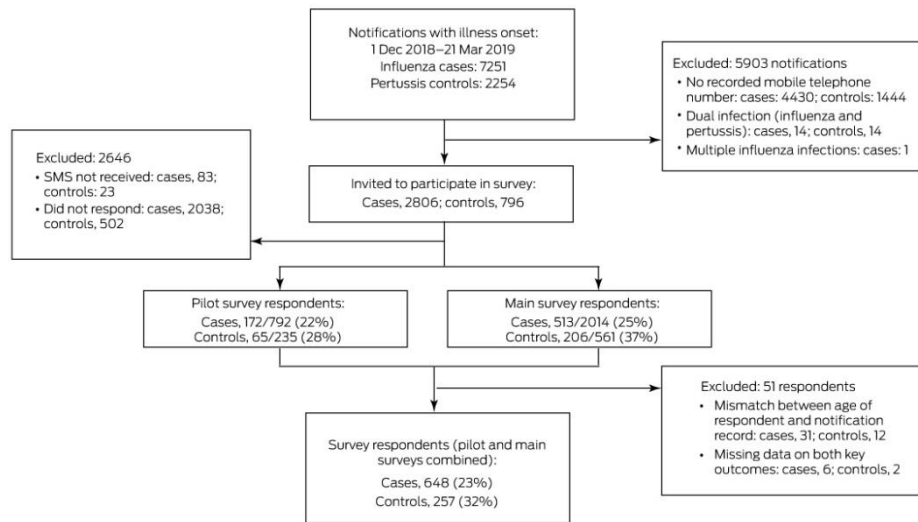 Notifications with illness onset:
1 Dec 2018–21 Mar 2019
Influenza cases: 7251
Pertussis controls: 2254
Excluded: 5903 notifications
• No recorded mobile telephone
number: cases: 4430; controls: 1444
• Dual infection (influenza and
pertussis): cases, 14; controls, 14
• Multiple influenza infections: cases: 1
Excluded: 2646
• SMS not received: cases, 83;
controls: 23
• Did not respond: cases, 2038;
controls, 502
Invited to participate in survey:
Cases, 2806; controls, 796
Pilot survey respondents:
Cases, 172/792 (22%)
Controls, 65/235 (28%)
Main survey respondents:
Cases, 513/2014 (25%)
Controls, 206/561 (37%)
Excluded: 51 respondents
• Mismatch between age of
respondent and notification
record: cases, 31; controls, 12
• Missing data on both key
outcomes: cases, 6; controls, 2
Survey respondents (pilot and main
surveys combined):
Cases, 648 (23%)
Controls, 257 (32%)